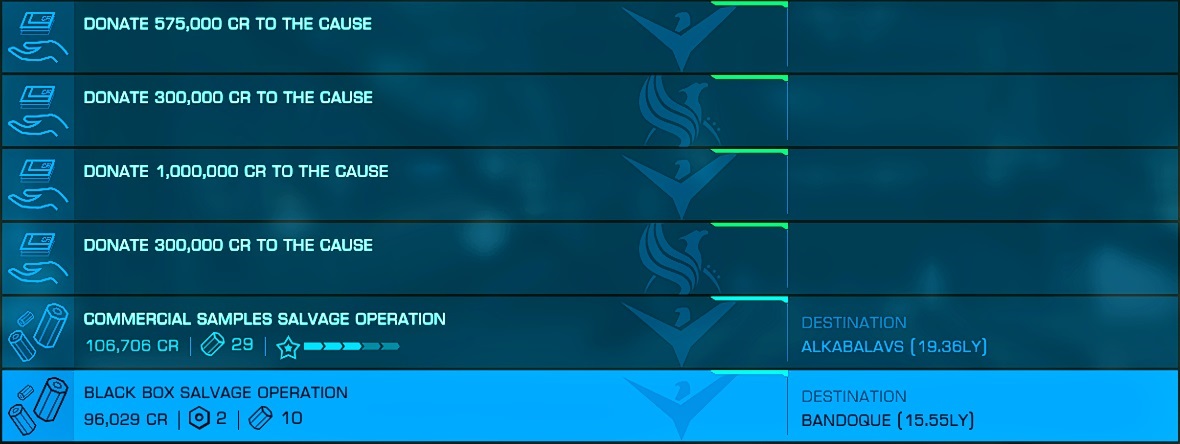 DONATE 575,000 CR TO THE CAUSE
DONATE 300,000 CR TO THE CAUSE
DONATE 1,000,000 CR TO THE CAUSE
DONATE 300,000 CR TO THE CAUSE
COMMERCIAL SAMPLES SALVAGE OPERATION
106,706 CR | 29 |
DESTINATION
ALKABALAVS (19.36LY)
BLACK BOX SALVAGE OPERATION
96,029 CR | 2 | 10
DESTINATION
BANDOQUE (15.55LY)